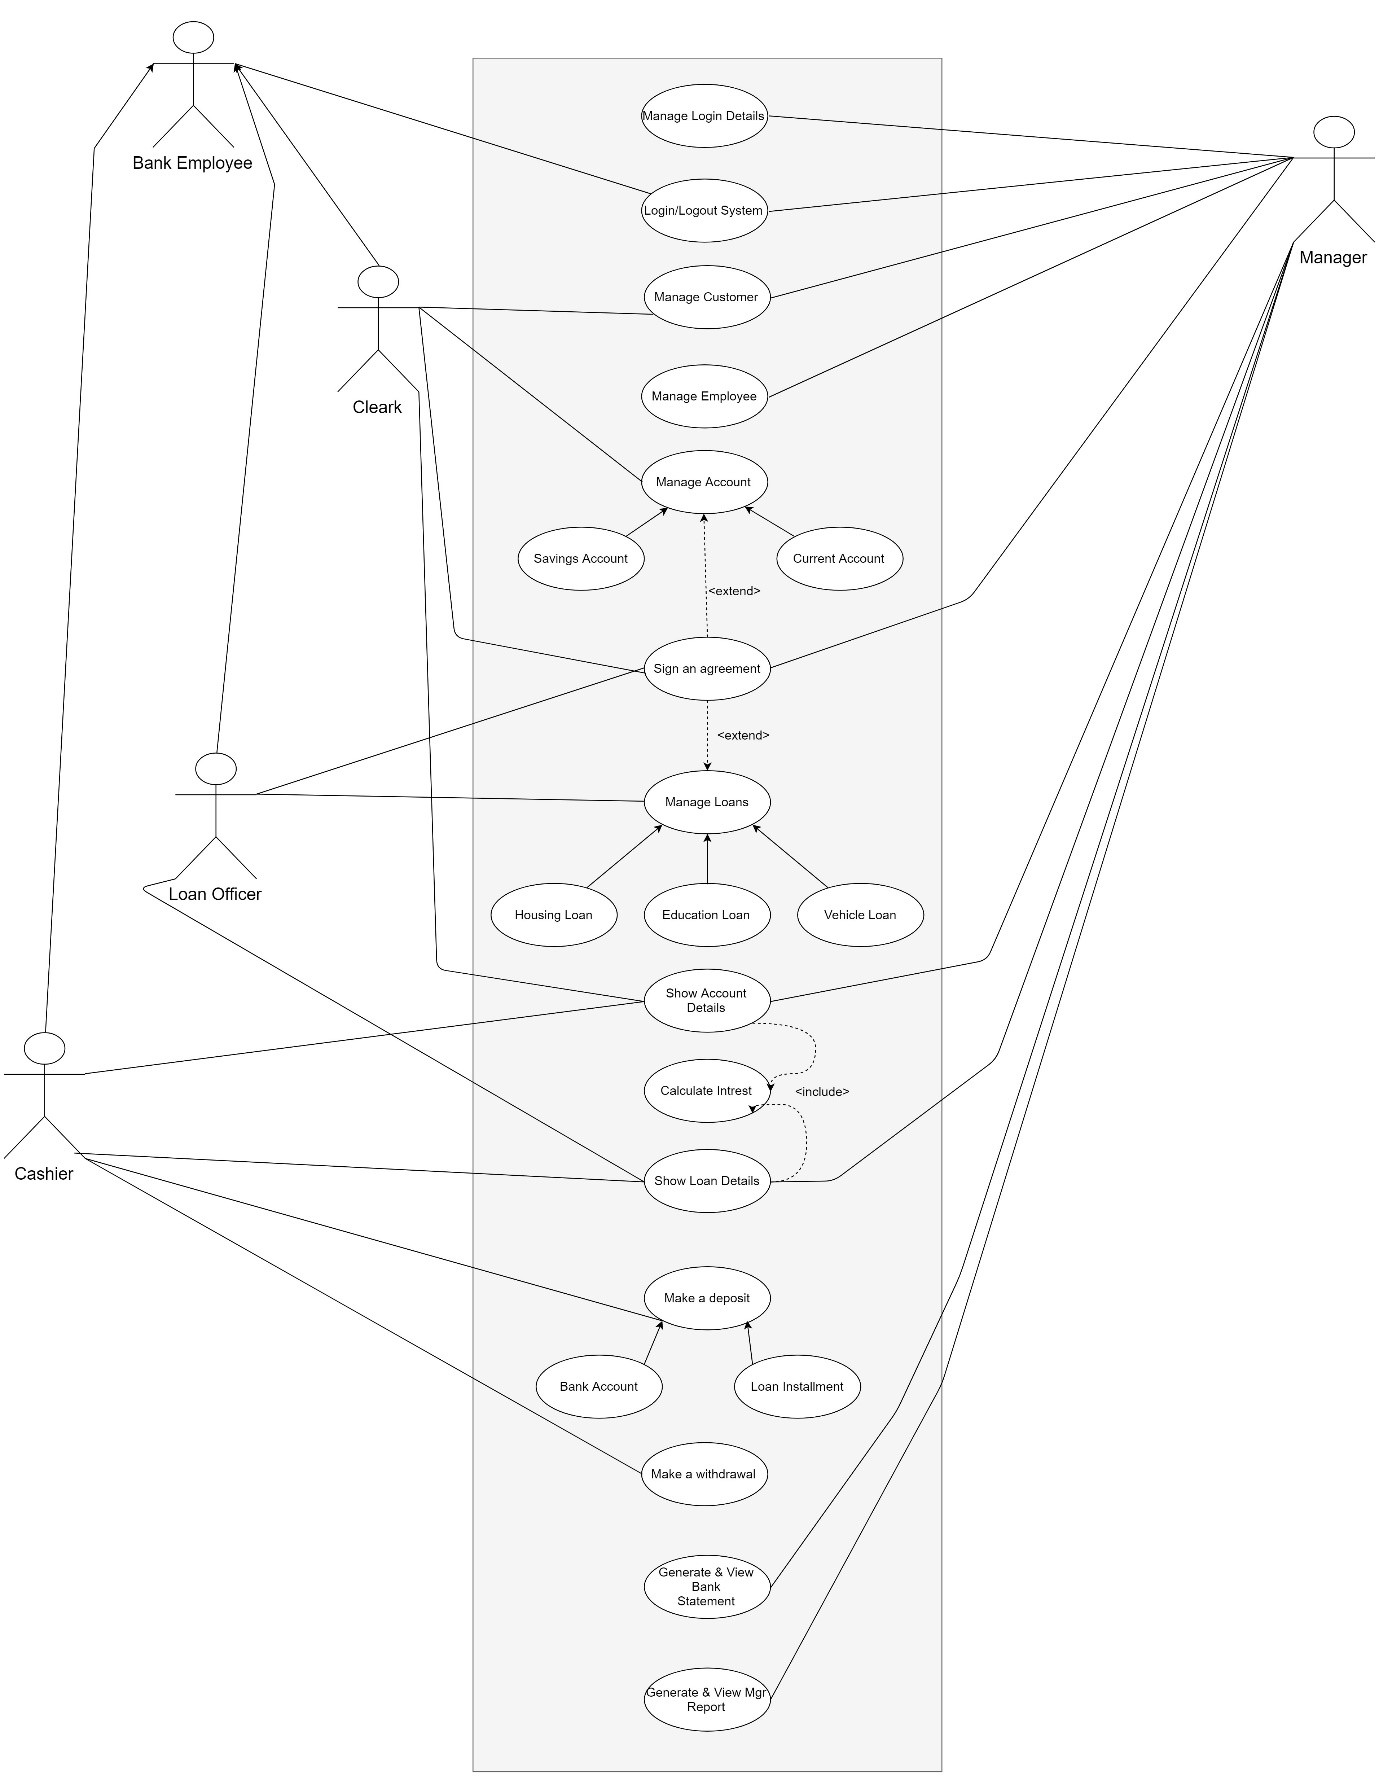 Bank Employee
Manage Login Details
Login/Logout System
Manager
Manage Customer
Cleark
Manage Employee
Manage Account
Savings Account
Current Account
<extend>
Sign an agreement
<extend>
Manage Loans
Loan Officer
Housing Loan
Education Loan
Vehicle Loan
Show Account
Details
Calculate Intrest
<include>
Cashier
Show Loan Details
Make a deposit
Bank Account
Loan Installment
Make a withdrawal
Generate & View
Bank
Statement
Generate & View Mgr
Report